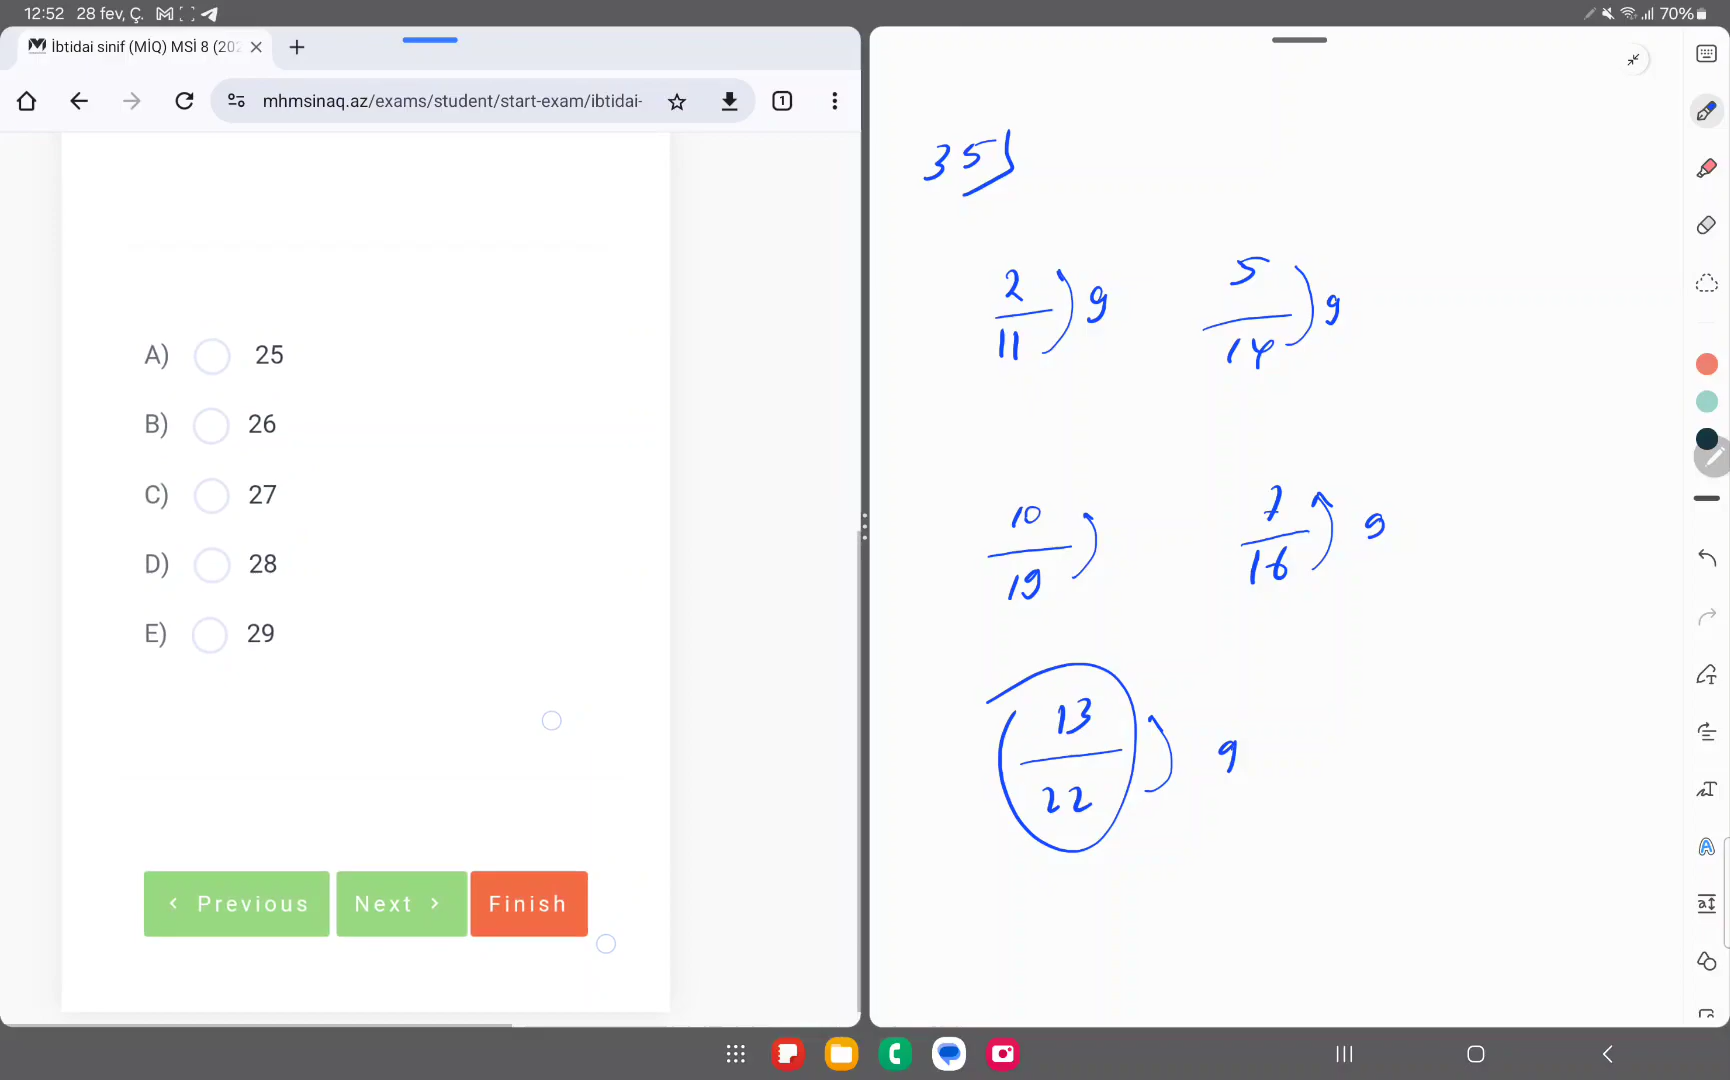 12:52 28 fev, Ç.
70%
İbtidai sinif (MİQ) MSİ 8 (202
mhmsinaq.az/exams/student/start-exam/ibtidai-
1
A) 25
B) 26
C) 27
D) 28
E) 29
< Previous
Next >
Finish
35)
2
11
9
5
14
9
10
19
7
16
9
13
22
9